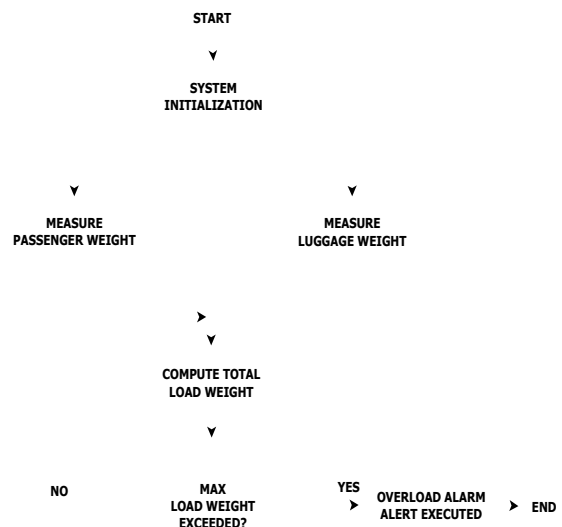 START
SYSTEM
INITIALIZATION
MEASURE
PASSENGER WEIGHT
MEASURE
LUGGAGE WEIGHT
COMPUTE TOTAL
LOAD WEIGHT
NO
MAX
LOAD WEIGHT
EXCEEDED?
YES
OVERLOAD ALARM
ALERT EXECUTED
END